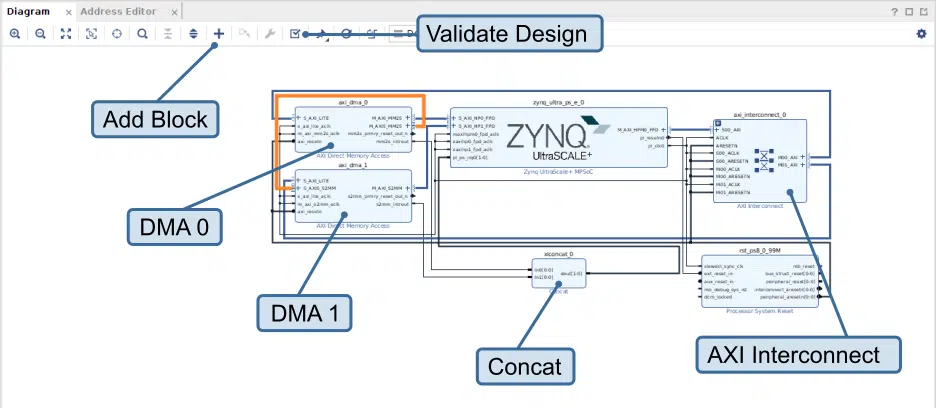 Diagram × Address Editor × ?
Validate Design
Add Block
axi_dma_0
S_AXI_LITE
s_axi_lite_aclk
m_axi_mm2s_aclk
axi_resetn
M_AXI_MM2S
M_AXIS_MM2S
mm2s_prmry_reset_out_n
mm2s_introut
AXI Direct Memory Access
zynq_ultra_ps_e_0
S_AXI_HP0_FPD
S_AXI_HP1_FPD
maxihpm0_fpd_aclk
saxihp0_fpd_aclk
saxihp1_fpd_aclk
pl_ps_irq0[1:0]
ZYNQ
UltraSCALE+
M_AXI_HPM0_FPD
pl_resetn0
pl_clk0
Zynq UltraScale+ MPSoC
axi_interconnect_0
S00_AXI
ACLK
ARESETN
S00_ACLK
S00_ARESETN
M00_ACLK
M00_ARESETN
M01_ACLK
M01_ARESETN
M00_AXI
M01_AXI
AXI Interconnect
axi_dma_1
S_AXI_LITE
S_AXIS_S2MM
s_axi_lite_aclk
m_axi_s2mm_aclk
axi_resetn
M_AXI_S2MM
s2mm_prmry_reset_out_n
s2mm_introut
AXI Direct Memory Access
DMA 0
DMA 1
xlconcat_0
In0[0:0]
In1[0:0]
dout[1:0]
Concat
rst_ps8_0_99M
slowest_sync_clk
ext_reset_in
aux_reset_in
mb_debug_sys_rst
dcm_locked
mb_reset
bus_struct_reset[0:0]
peripheral_reset[0:0]
interconnect_aresetn[0:0]
peripheral_aresetn[0:0]
Processor System Reset
Concat
AXI Interconnect